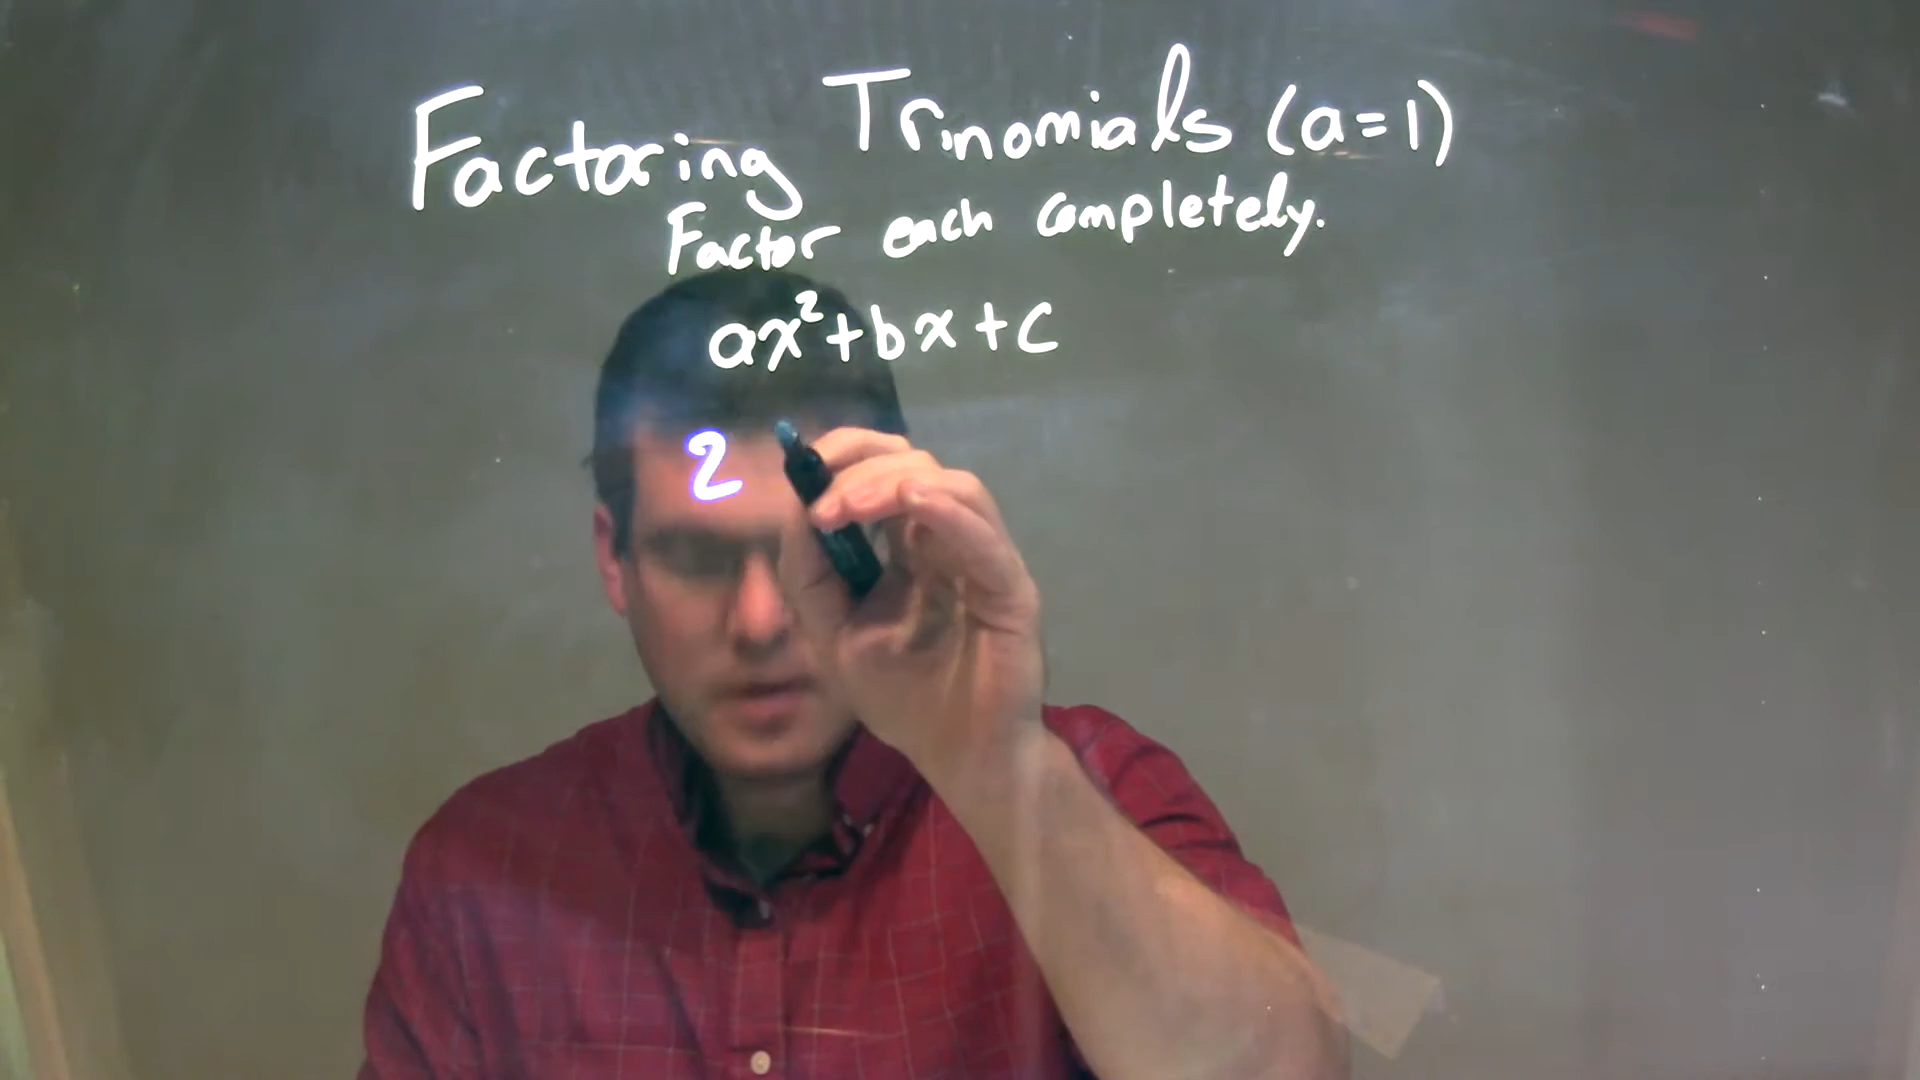 Factoring Trinomials (a=1)
Factor each completely.
ax²+bx+c
2